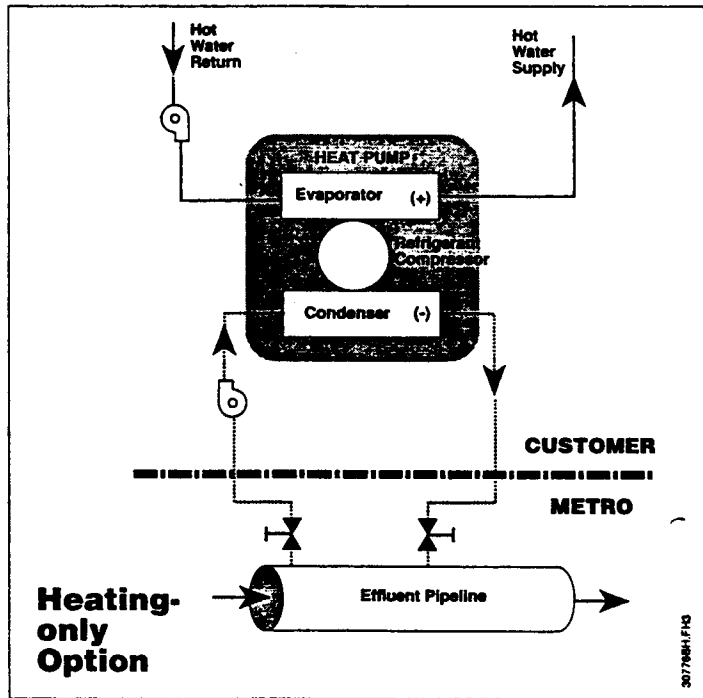 Hot
Water
Return
Hot
Water
Supply
HEAT PUMP
Evaporator (+)
Refrigerant
Compressor
Condenser (-)
CUSTOMER
METRO
Effluent Pipeline
Heating-
only
Option
307768H.FH3